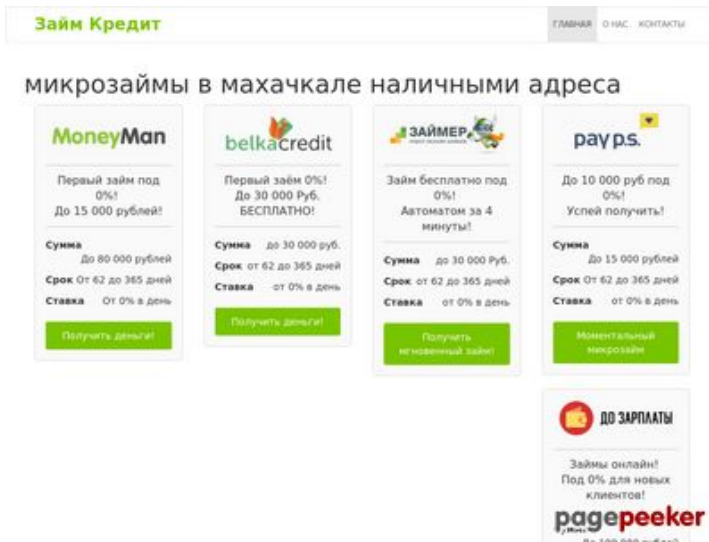 Займ Кредит
ГЛАВНАЯ О НАС КОНТАКТЫ
микрозаймы в махачкале наличными адреса
MoneyMan
Первый займ под
0%!
До 15 000 рублей!
Сумма
До 80 000 рублей
Срок От 62 до 365 дней
Ставка От 0% в день
Получить деньги!
belkacredit
Первый заём 0%!
До 30 000 Руб.
БЕСПЛАТНО!
Сумма до 30 000 руб.
Срок от 62 до 365 дней
Ставка от 0% в день
Получить деньги!
ЗАЙМЕР
Займ бесплатно под
0%!
Автоматом за 4
минуты!
Сумма до 30 000 Руб.
Срок от 62 до 365 дней
Ставка от 0% в день
Получить
мгновенный займ!
pay p.s.
До 10 000 руб под
0%!
Успей получить!
Сумма
До 15 000 рублей
Срок От 62 до 365 дней
Ставка От 0% в день
Моментальный
микрозайм
ДО ЗАРПЛАТЫ
Займы онлайн!
Под 0% для новых
клиентов!
pagepeeker
До 100 000 рублей